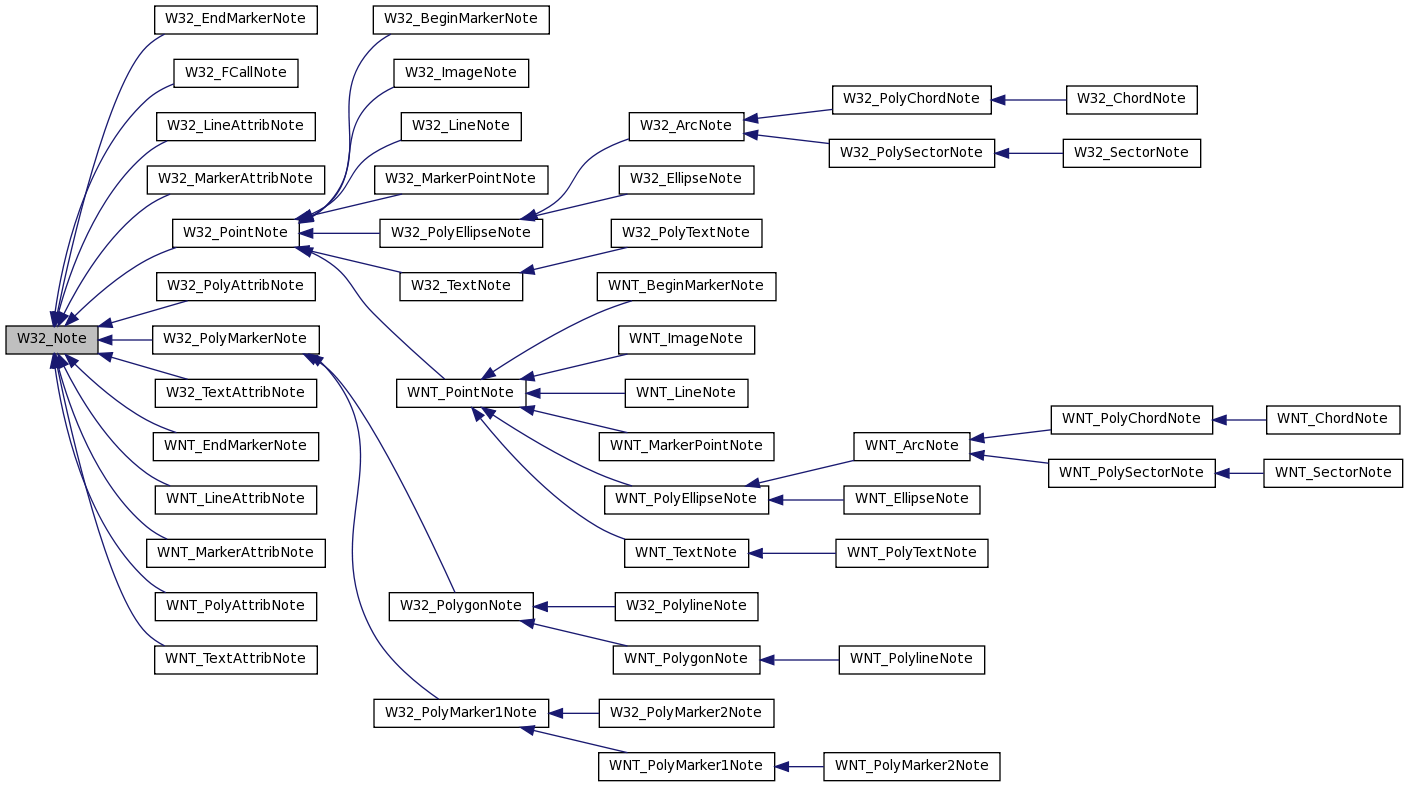 W32_EndMarkerNote
W32_BeginMarkerNote
W32_FCallNote
W32_ImageNote
W32_PolyChordNote
W32_ChordNote
W32_LineAttribNote
W32_LineNote
W32_ArcNote
W32_PolySectorNote
W32_SectorNote
W32_MarkerAttribNote
W32_MarkerPointNote
W32_EllipseNote
W32_PointNote
W32_PolyEllipseNote
W32_PolyTextNote
W32_PolyAttribNote
W32_TextNote
WNT_BeginMarkerNote
W32_Note
W32_PolyMarkerNote
WNT_ImageNote
W32_TextAttribNote
WNT_PointNote
WNT_LineNote
WNT_PolyChordNote
WNT_ChordNote
WNT_EndMarkerNote
WNT_MarkerPointNote
WNT_ArcNote
WNT_PolySectorNote
WNT_SectorNote
WNT_LineAttribNote
WNT_PolyEllipseNote
WNT_EllipseNote
WNT_MarkerAttribNote
WNT_TextNote
WNT_PolyTextNote
WNT_PolyAttribNote
W32_PolygonNote
W32_PolylineNote
WNT_TextAttribNote
WNT_PolygonNote
WNT_PolylineNote
W32_PolyMarker1Note
W32_PolyMarker2Note
WNT_PolyMarker1Note
WNT_PolyMarker2Note